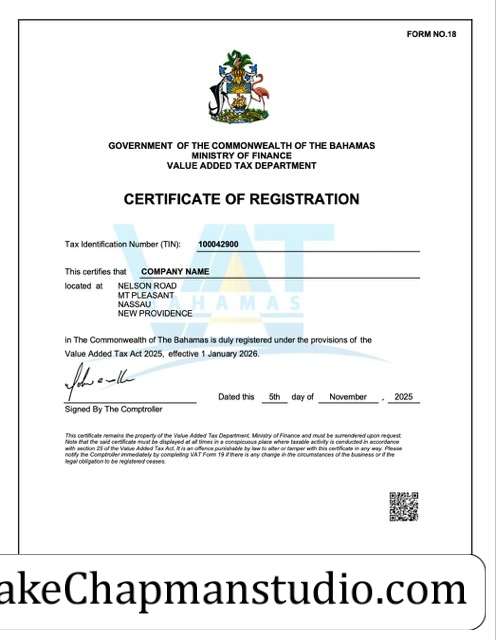 FORM NO.18
GOVERNMENT OF THE COMMONWEALTH OF THE BAHAMAS
MINISTRY OF FINANCE
VALUE ADDED TAX DEPARTMENT
CERTIFICATE OF REGISTRATION
VAT
BAHAMAS
Tax Identification Number (TIN): 100042900
This certifies that COMPANY NAME
located at NELSON ROAD
MT PLEASANT
NASSAU
NEW PROVIDENCE
in The Commonwealth of The Bahamas is duly registered under the provisions of the
Value Added Tax Act 2025, effective 1 January 2026.
Dated this 5th day of November , 2025
Signed By The Comptroller
This certificate remains the property of the Value Added Tax Department, Ministry of Finance and must be surrendered upon request.
Note that the said certificate must be displayed at all times in a conspicuous place where taxable activity is conducted in accordance
with section 25 of the Value Added Tax Act. It is an offence punishable by law to alter or tamper with this certificate in any way. Please
notify the Comptroller immediately by completing VAT Form 19 if there is any change in the circumstances of the business or if the
legal obligation to be registered ceases.
akeChapmanstudio.com